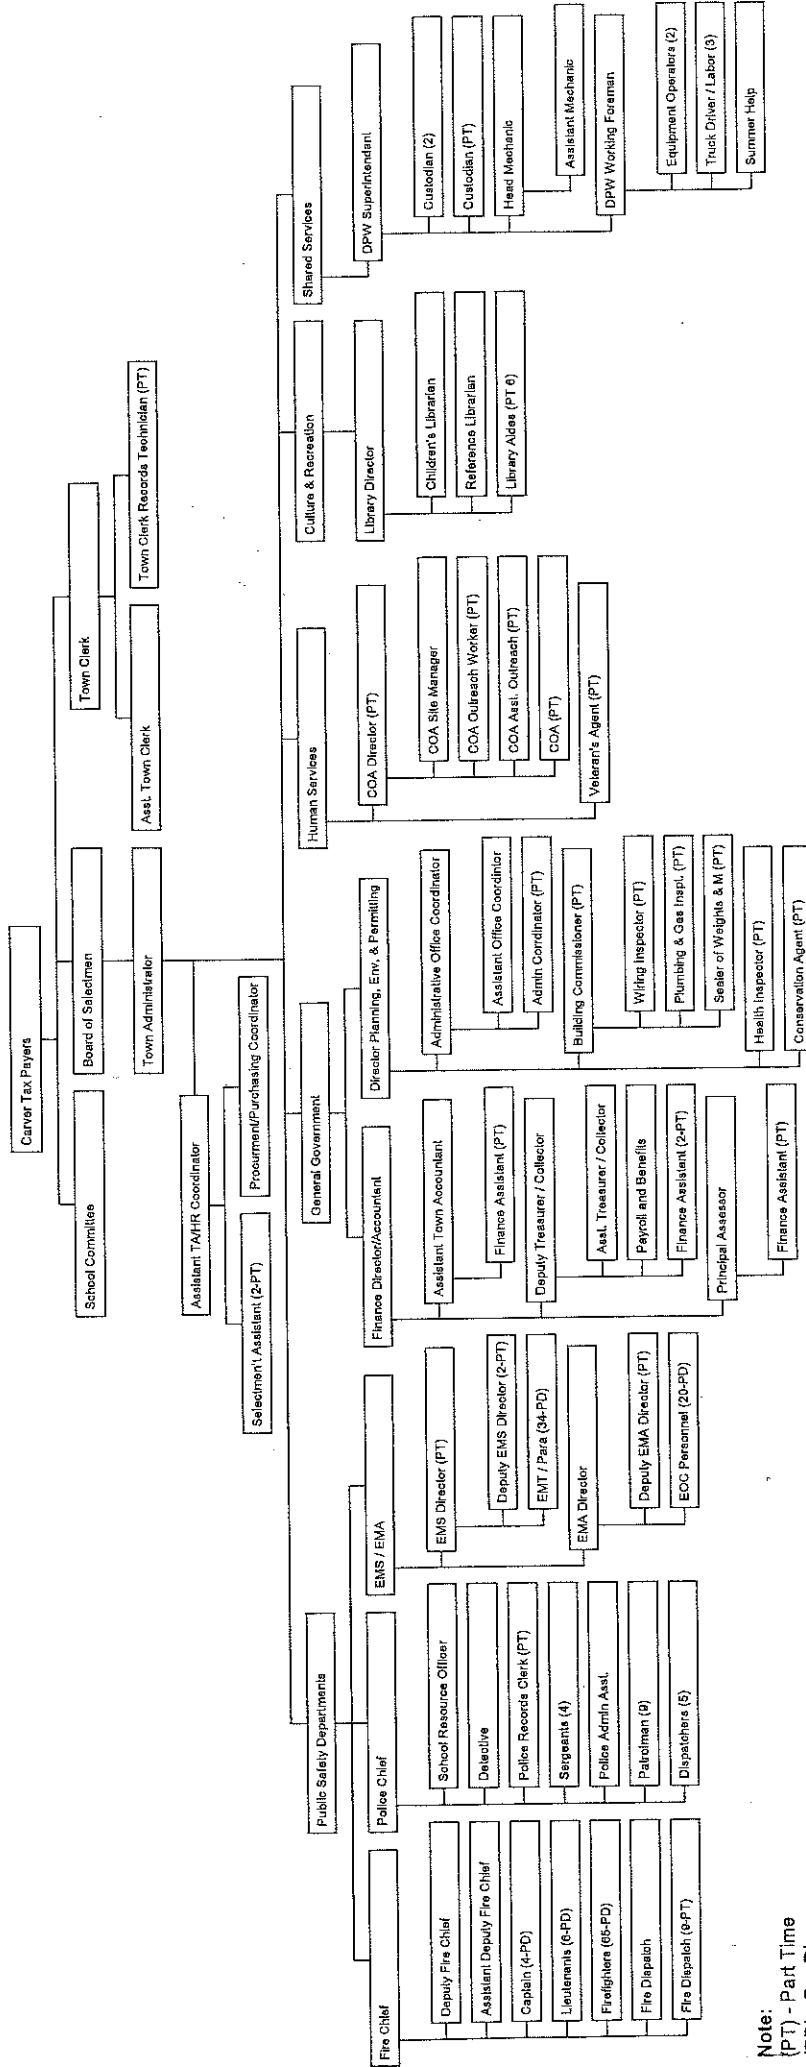 Carver Tax Payers
School Committee
Board of Selectmen
Town Clerk
Town Administrator
Asst. Town Clerk
Town Clerk Records Technician (PT)
Assistant TA/HR Coordinator
Selectmen't Assistant (2-PT)
Procurment/Purchasing Coordinator
Public Safety Departments
General Government
Human Services
Culture & Recreation
Shared Services
Fire Chief
Deputy Fire Chief
Assistant Deputy Fire Chief
Captain (4-PD)
Lieutenants (6-PD)
Firefighters (65-PD)
Fire Dispatch
Fire Dispatch (9-PT)
Police Chief
School Resource Officer
Detective
Police Records Clerk (PT)
Sergeants (4)
Police Admin Asst.
Patrolman (9)
Dispatchers (5)
EMS / EMA
EMS Director (PT)
Deputy EMS Director (2-PT)
EMT / Para (34-PD)
EMA Director
Deputy EMA Director (PT)
EOC Personnel (20-PD)
Finance Director/Accountant
Assistant Town Accountant
Finance Assistant (PT)
Deputy Treasurer / Collector
Asst. Treasurer / Collector
Payroll and Benefits
Finance Assistant (2-PT)
Principal Assessor
Finance Assistant (PT)
Director Planning, Env, & Permitting
Administrative Office Coordinator
Assistant Office Coordintor
Admin Corrdinator (PT)
Building Commissioner (PT)
Wiring Inspector (PT)
Plumbing & Gas Inspt. (PT)
Sealer of Weights & M (PT)
Health Inspector (PT)
Conservation Agent (PT)
COA Director (PT)
COA Site Manager
COA Outreach Worker (PT)
COA Asst. Outreach (PT)
COA (PT)
Veteran's Agent (PT)
Library Director
Children's Librarian
Reference Librarian
Library Aides (PT 6)
DPW Superintendant
Custodian (2)
Custodian (PT)
Head Mechanic
Assistant Mechanic
DPW Working Foreman
Equipment Operators (2)
Truck Driver / Labor (3)
Summer Help
Note:
(PT) - Part Time